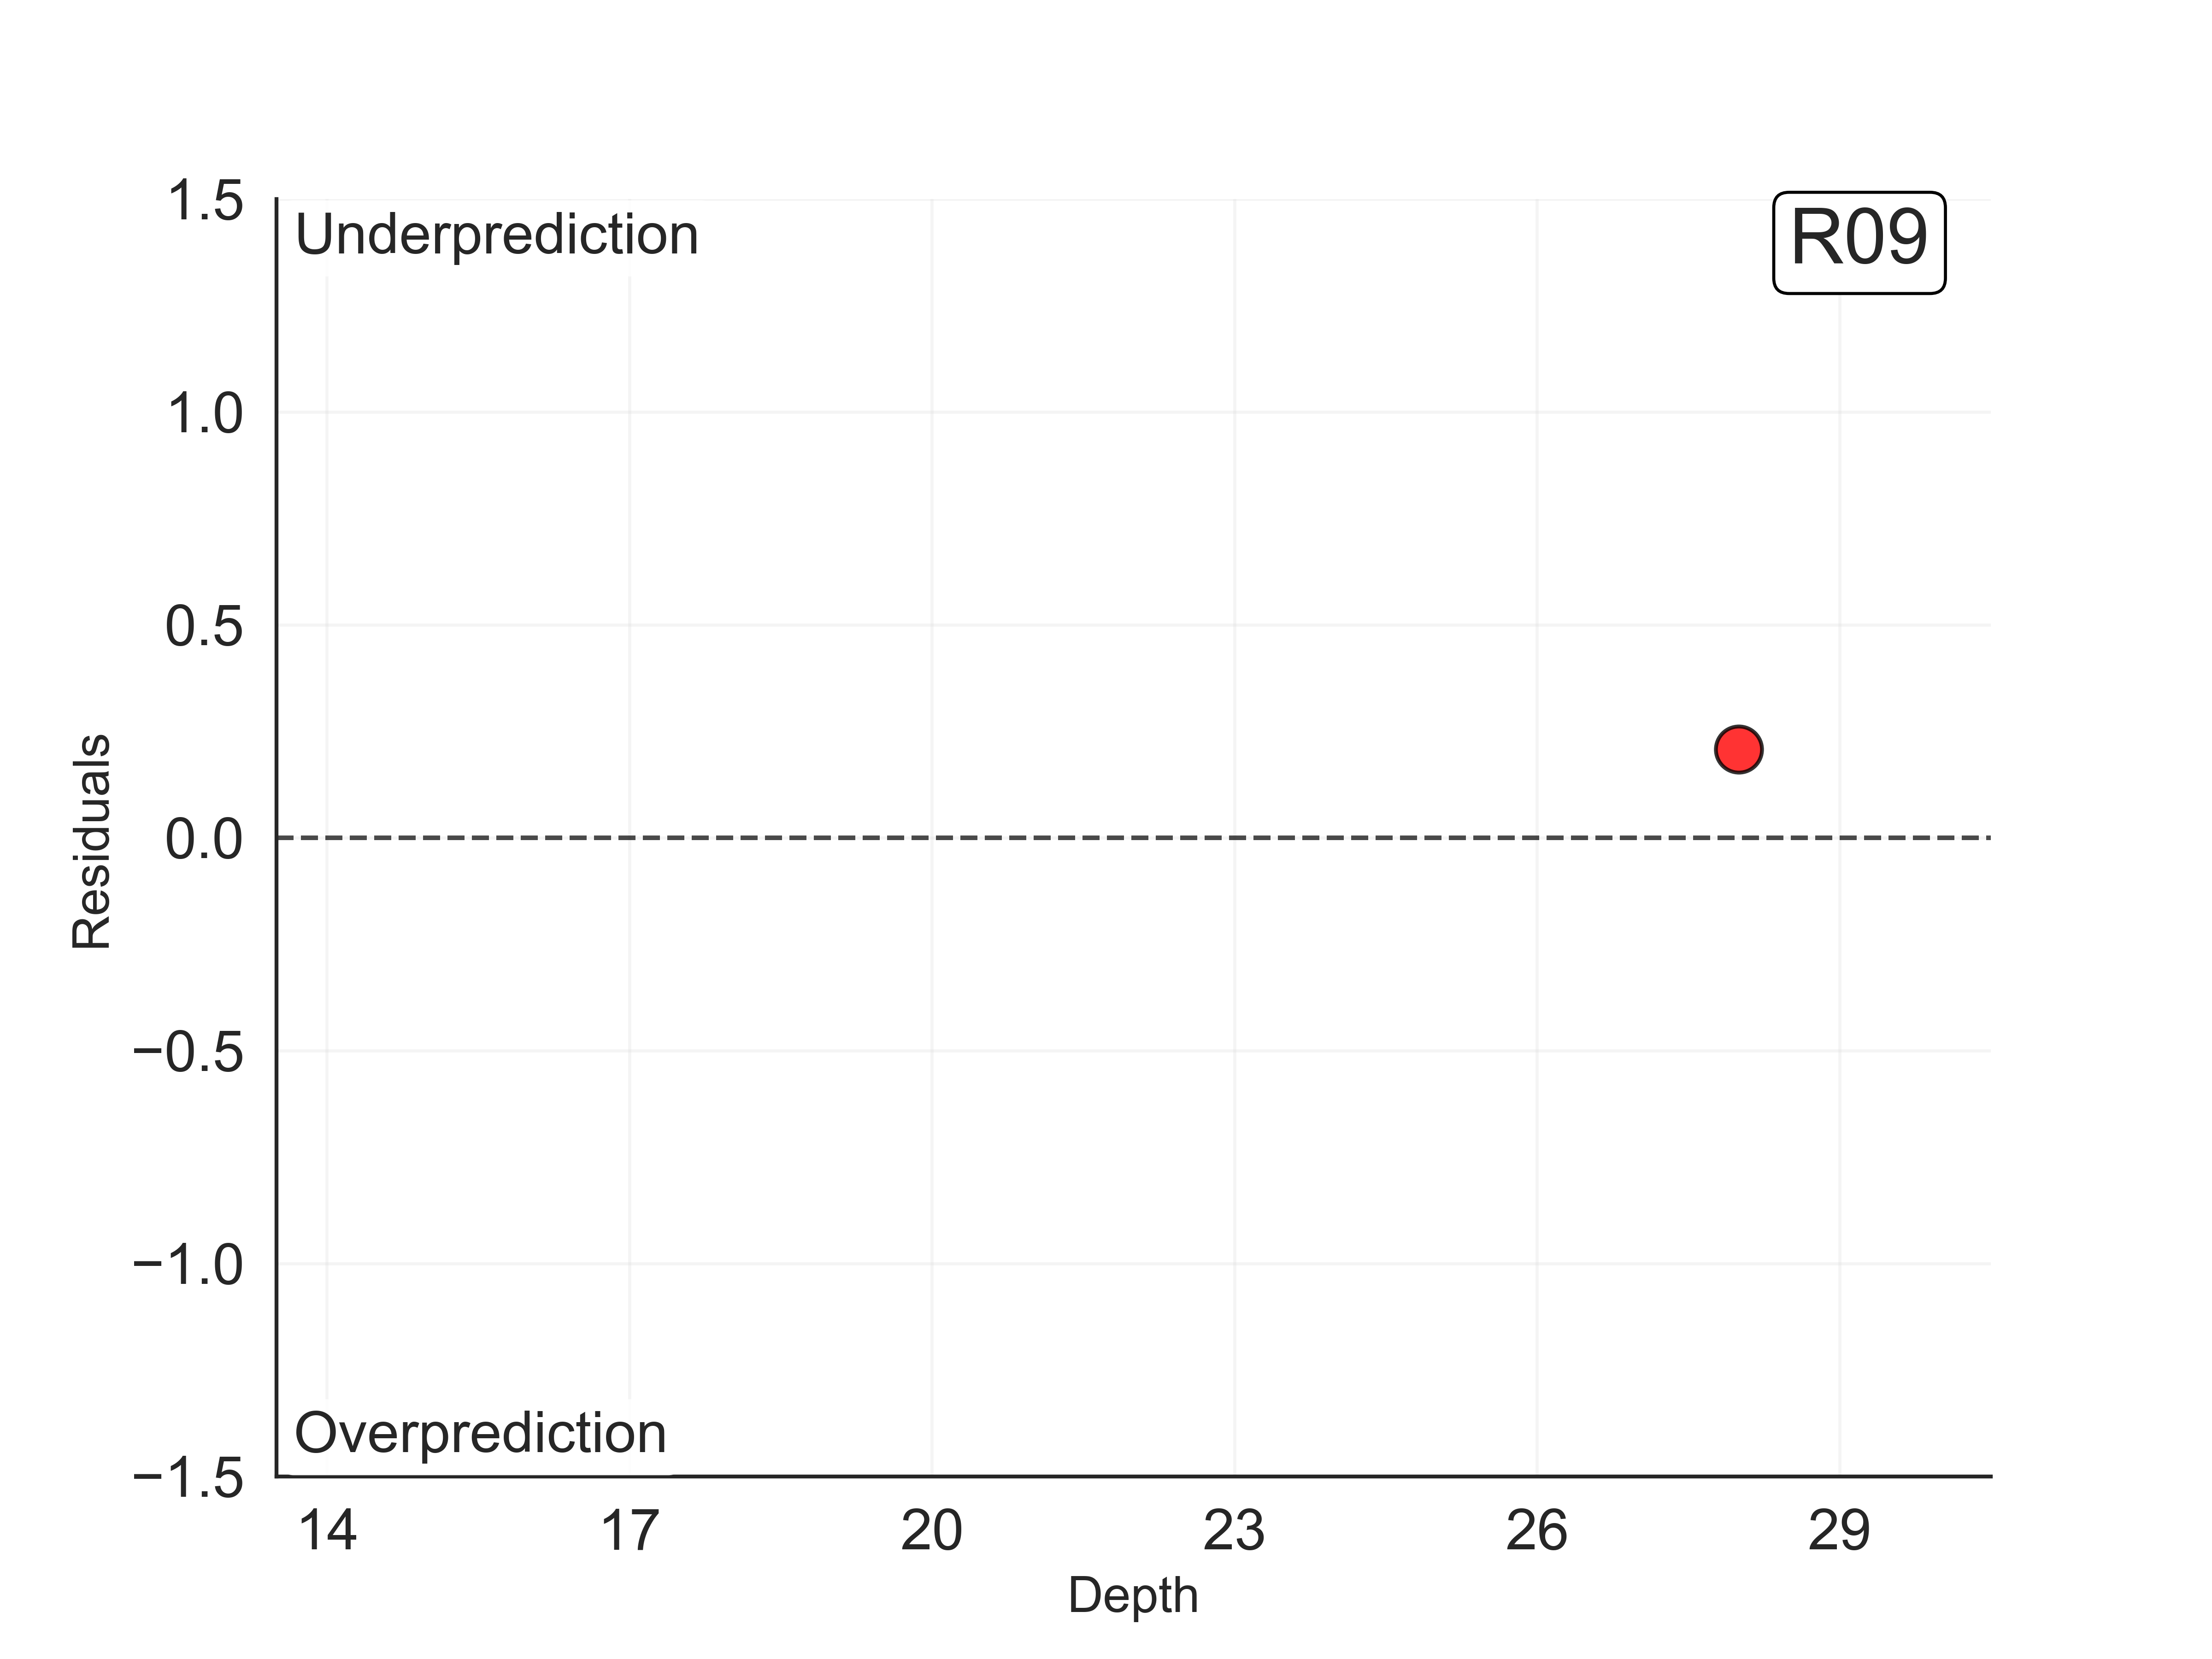 1.5
Underprediction
R09
1.0
0.5
0.0
−0.5
−1.0
Overprediction
−1.5
Residuals
14 17 20 23 26 29
Depth